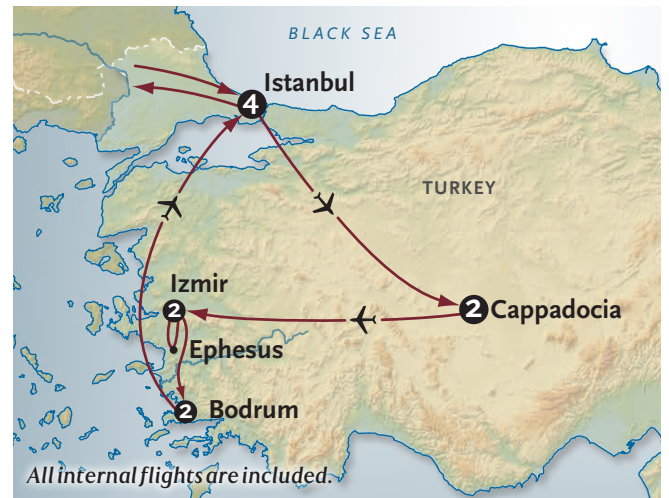 BLACK SEA
Istanbul
4
TURKEY
Izmir
2
2 Cappadocia
Ephesus
2 Bodrum
All internal flights are included.